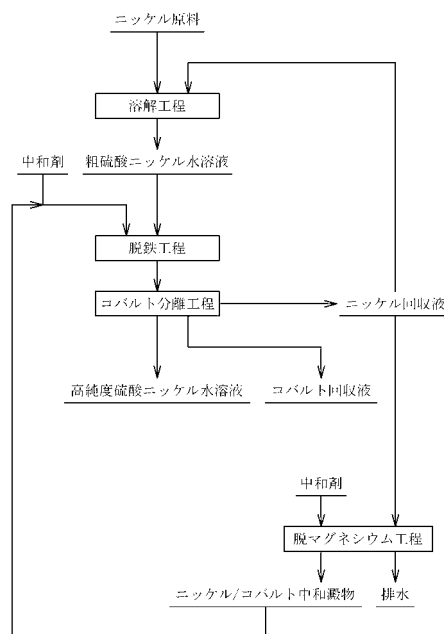 ニッケル原料
溶解工程
中和剤
粗硫酸ニッケル水溶液
脱鉄工程
コバルト分離工程
ニッケル回収液
高純度硫酸ニッケル水溶液
コバルト回収液
中和剤
脱マグネシウム工程
ニッケル/コバルト中和澱物
排水